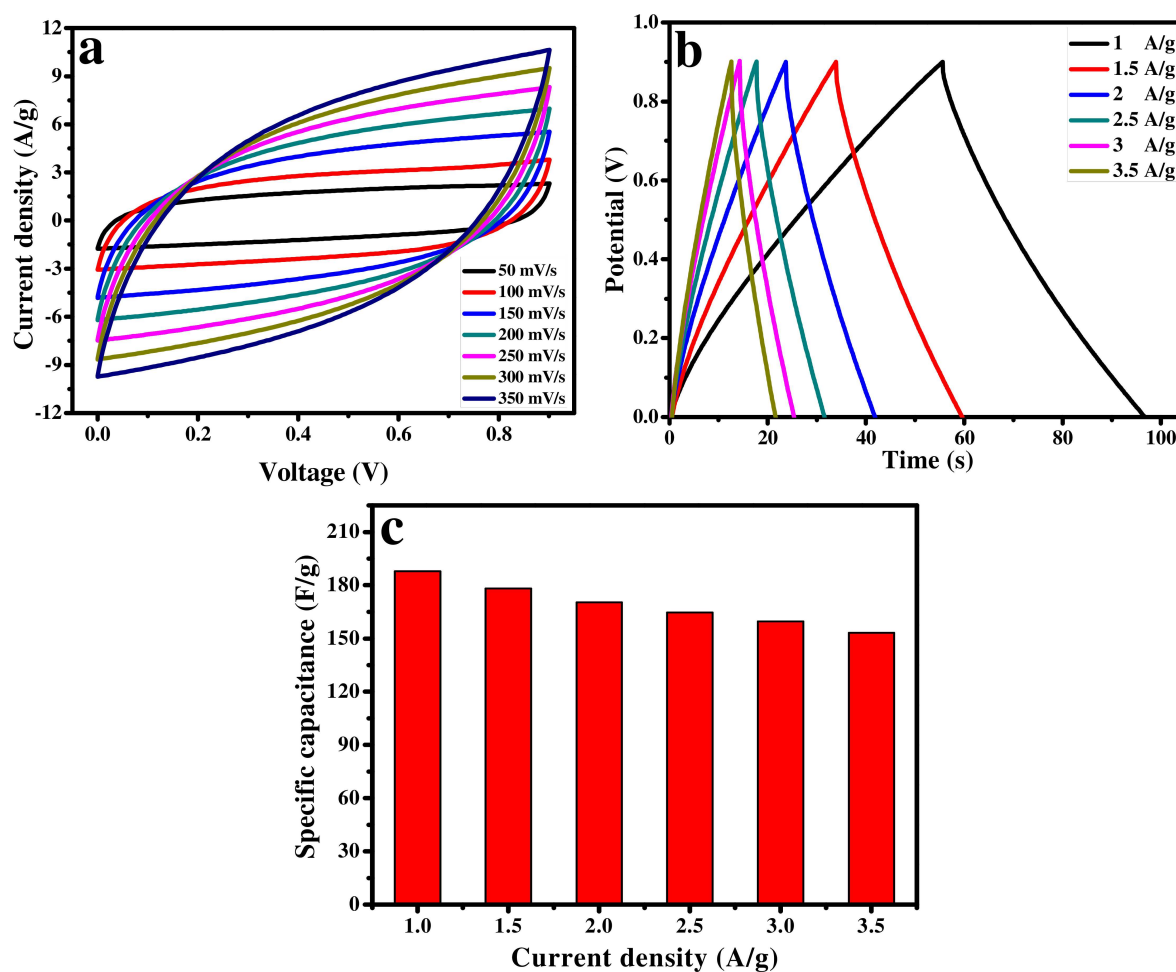 a
12
9
6
3
0
-3
-6
-9
-12
Current density (A/g)
50 mV/s
100 mV/s
150 mV/s
200 mV/s
250 mV/s
300 mV/s
350 mV/s
0.0 0.2 0.4 0.6 0.8
Voltage (V)
b
1.0
0.8
0.6
0.4
0.2
0.0
Potential (V)
1 A/g
1.5 A/g
2 A/g
2.5 A/g
3 A/g
3.5 A/g
0 20 40 60 80 100
Time (s)
c
210
180
150
120
90
60
30
0
Specific capacitance (F/g)
1.0 1.5 2.0 2.5 3.0 3.5
Current density (A/g)